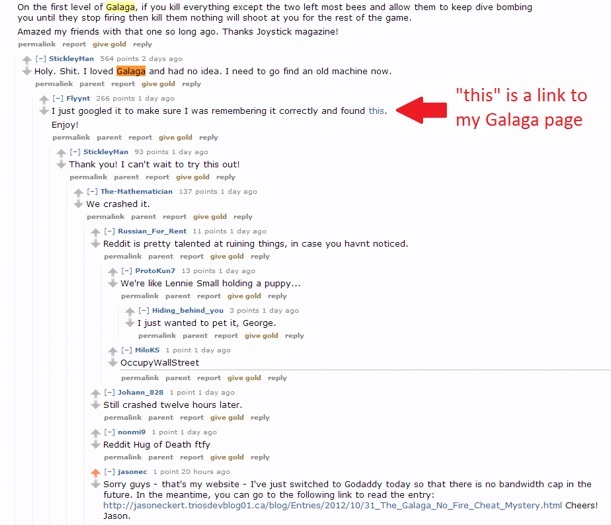 On the first level of Galaga, if you kill everything except the two left most bees and allow them to keep dive bombing
you until they stop firing then kill them nothing will shoot at you for the rest of the game.
Amazed my friends with that one so long ago. Thanks Joystick magazine!
permalink report give gold reply
[–] StickleyMan 564 points 2 days ago
Holy. Shit. I loved Galaga and had no idea. I need to go find an old machine now.
permalink parent report give gold reply
[–] Flyynt 266 points 1 day ago
I just googled it to make sure I was remembering it correctly and found this.
Enjoy!
permalink parent report give gold reply
"this" is a link to
my Galaga page
[–] StickleyMan 93 points 1 day ago
Thank you! I can't wait to try this out!
permalink parent report give gold reply
[–] The-Mathematician 137 points 1 day ago
We crashed it.
permalink parent report give gold reply
[–] Russian_For_Rent 11 points 1 day ago
Reddit is pretty talented at ruining things, in case you havnt noticed.
permalink parent report give gold reply
[–] ProtoKun7 13 points 1 day ago
We're like Lennie Small holding a puppy...
permalink parent report give gold reply
[–] Hiding_behind_you 3 points 1 day ago
I just wanted to pet it, George.
permalink parent report give gold reply
[–] MiloKS 1 point 1 day ago
OccupyWallStreet
permalink parent report give gold reply
[–] Johann_828 1 point 1 day ago
Still crashed twelve hours later.
permalink parent report give gold reply
[–] nonmi9 1 point 1 day ago
Reddit Hug of Death ftfy
permalink parent report give gold reply
[–] jasonec 1 point 20 hours ago
Sorry guys - that's my website - I've just switched to Godaddy today so that there is no bandwidth cap in the
future. In the meantime, you can go to the following link to read the entry:
http://jasoneckert.triosdevblog01.ca/blog/Entries/2012/10/31_The_Galaga_No_Fire_Cheat_Mystery.html Cheers!
Jason.